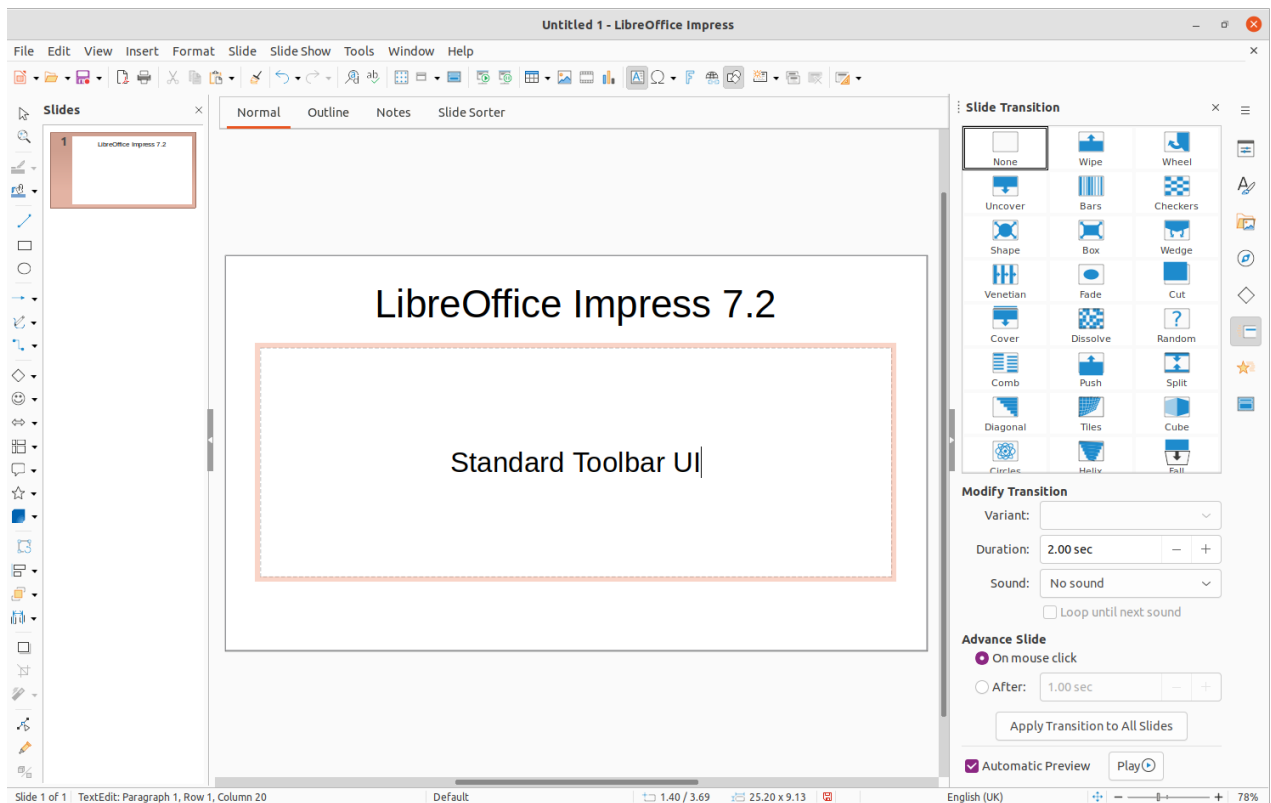 Untitled 1 - LibreOffice Impress
File Edit View Insert Format Slide Slide Show Tools Window Help
Slides
1
LibreOffice Impress 7.2
Normal Outline Notes Slide Sorter
LibreOffice Impress 7.2
Standard Toolbar UI
Slide Transition
None Wipe Wheel
Uncover Bars Checkers
Shape Box Wedge
Venetian Fade Cut
Cover Dissolve Random
Comb Push Split
Diagonal Tiles Cube
Circles Helix Fall
Modify Transition
Variant:
Duration: 2.00 sec
Sound: No sound
Loop until next sound
Advance Slide
On mouse click
After: 1.00 sec
Apply Transition to All Slides
Automatic Preview Play
Slide 1 of 1 TextEdit: Paragraph 1, Row 1, Column 20 Default 1.40 / 3.69 25.20 x 9.13 English (UK) 78%